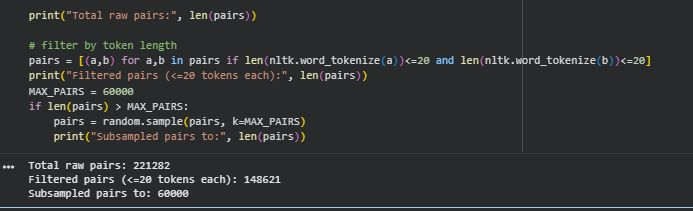 print("Total raw pairs:", len(pairs))
# filter by token length
pairs = [(a,b) for a,b in pairs if len(nltk.word_tokenize(a))<=20 and len(nltk.word_tokenize(b))<=20]
print("Filtered pairs (<=20 tokens each):", len(pairs))
MAX_PAIRS = 60000
if len(pairs) > MAX_PAIRS:
    pairs = random.sample(pairs, k=MAX_PAIRS)
    print("Subsampled pairs to:", len(pairs))
Total raw pairs: 221282
Filtered pairs (<=20 tokens each): 148621
Subsampled pairs to: 60000